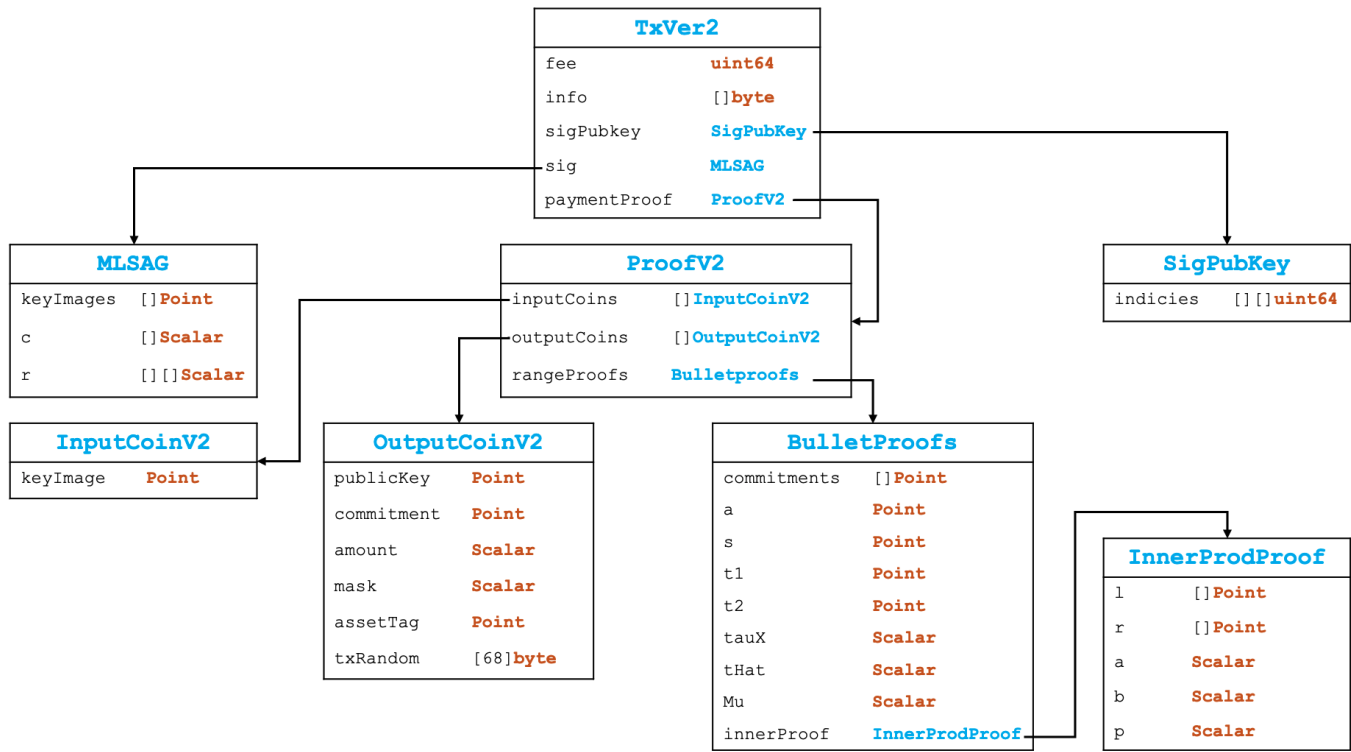 TxVer2
fee uint64
info []byte
sigPubkey SigPubKey
sig MLSAG
paymentProof ProofV2
MLSAG
keyImages []Point
c []Scalar
r [][]Scalar
ProofV2
inputCoins []InputCoinV2
outputCoins []OutputCoinV2
rangeProofs Bulletproofs
SigPubKey
indicies [][]uint64
InputCoinV2
keyImage Point
OutputCoinV2
publicKey Point
commitment Point
amount Scalar
mask Scalar
assetTag Point
txRandom [68]byte
BulletProofs
commitments []Point
a Point
s Point
t1 Point
t2 Point
tauX Scalar
tHat Scalar
Mu Scalar
innerProof InnerProdProof
InnerProdProof
l []Point
r []Point
a Scalar
b Scalar
p Scalar